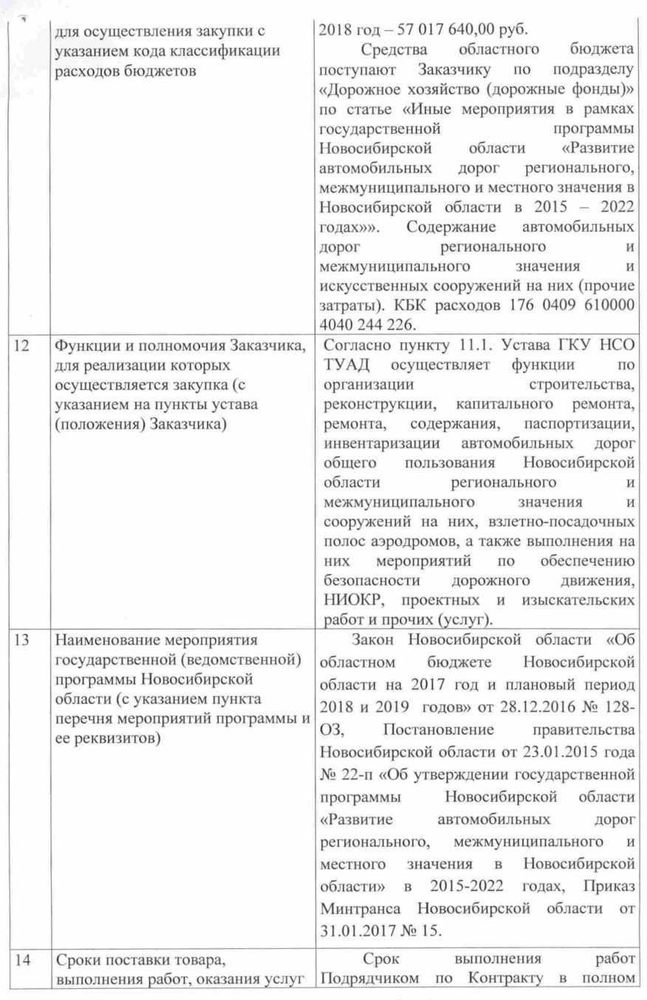 для осуществления закупки с
указанием кода классификации
расходов бюджетов
2018 год – 57 017 640,00 руб.
Средства областного бюджета
поступают Заказчику по подразделу
«Дорожное хозяйство (дорожные фонды)»
по статье «Иные мероприятия в рамках
государственной программы
Новосибирской области «Развитие
автомобильных дорог регионального,
межмуниципального и местного значения в
Новосибирской области в 2015 – 2022
годах»». Содержание автомобильных
дорог регионального и
межмуниципального значения и
искусственных сооружений на них (прочие
затраты). КБК расходов 176 0409 610000
4040 244 226.
12
Функции и полномочия Заказчика,
для реализации которых
осуществляется закупка (с
указанием на пункты устава
(положения) Заказчика)
Согласно пункту 11.1. Устава ГКУ НСО
ТУАД осуществляет функции по
организации строительства,
реконструкции, капитального ремонта,
ремонта, содержания, паспортизации,
инвентаризации автомобильных дорог
общего пользования Новосибирской
области регионального и
межмуниципального значения и
сооружений на них, взлетно-посадочных
полос аэродромов, а также выполнения на
них мероприятий по обеспечению
безопасности дорожного движения,
НИОКР, проектных и изыскательских
работ и прочих (услуг).
13
Наименование мероприятия
государственной (ведомственной)
программы Новосибирской
области (с указанием пункта
перечня мероприятий программы и
ее реквизитов)
Закон Новосибирской области «Об
областном бюджете Новосибирской
области на 2017 год и плановый период
2018 и 2019 годов» от 28.12.2016 № 128-
ОЗ, Постановление правительства
Новосибирской области от 23.01.2015 года
№ 22-п «Об утверждении государственной
программы Новосибирской области
«Развитие автомобильных дорог
регионального, межмуниципального и
местного значения в Новосибирской
области» в 2015-2022 годах, Приказ
Минтранса Новосибирской области от
31.01.2017 № 15.
14
Сроки поставки товара,
выполнения работ, оказания услуг
Срок выполнения работ
Подрядчиком по Контракту в полном